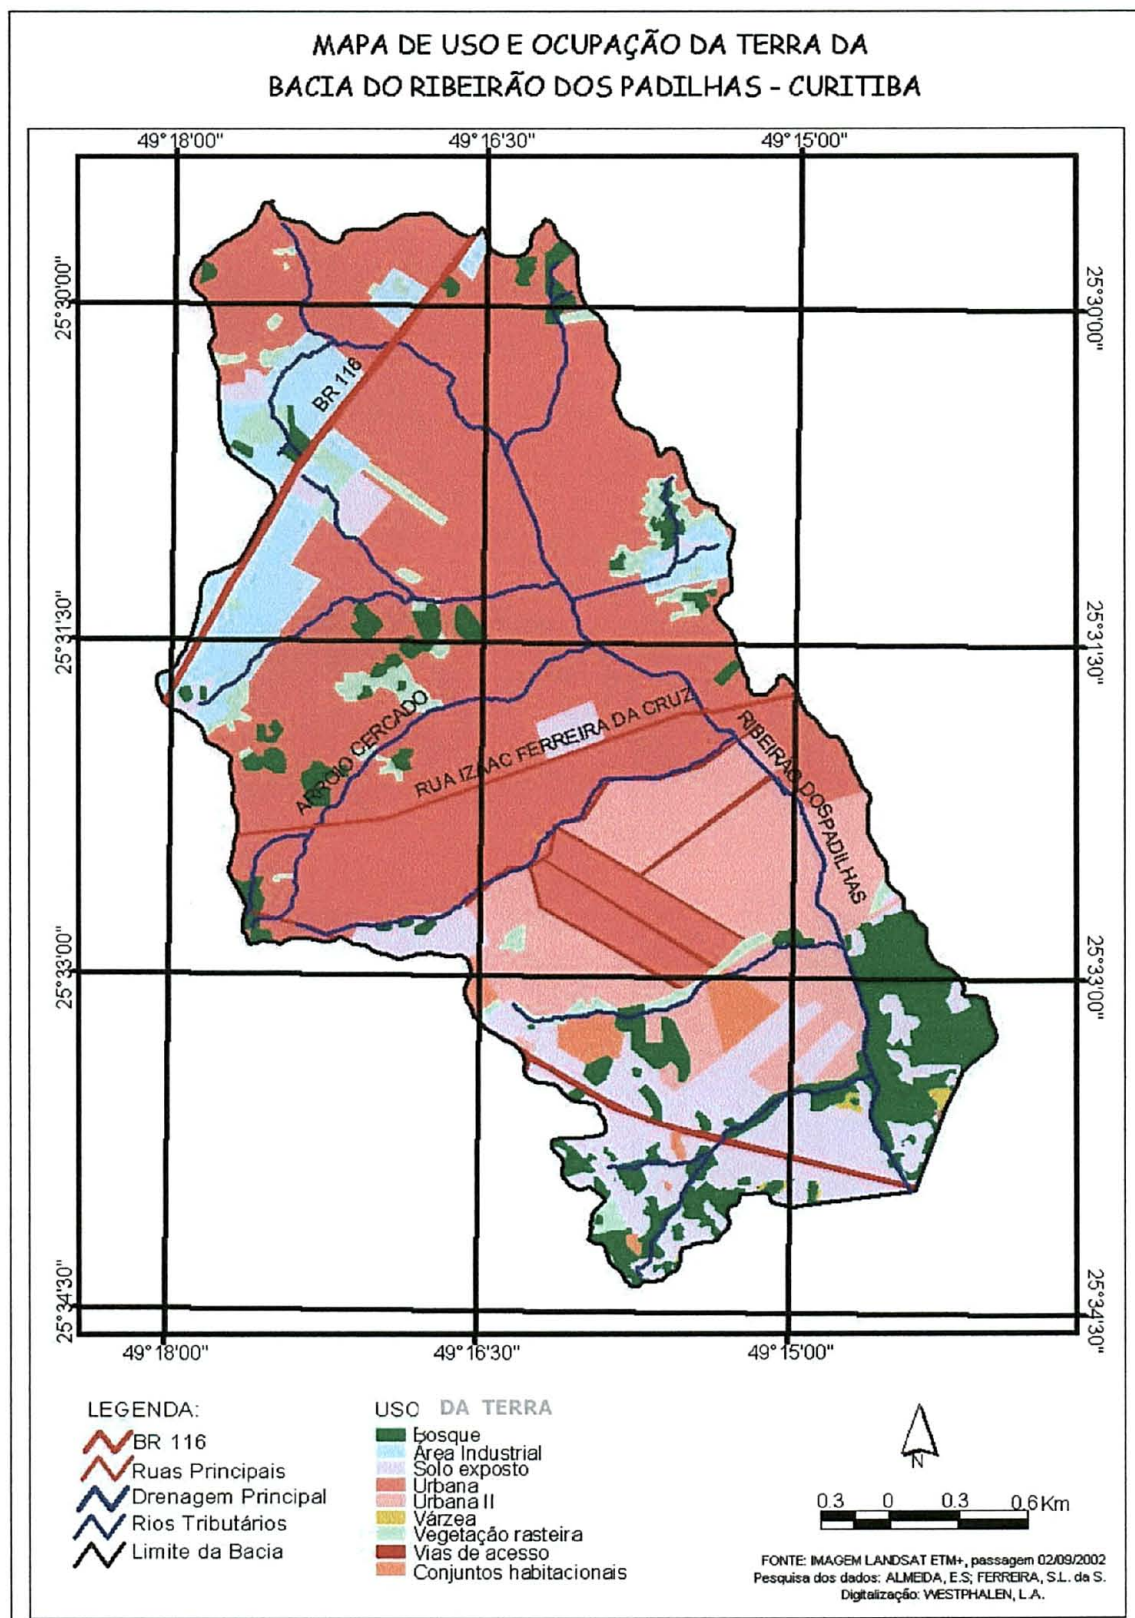 MAPA DE USO E OCUPAÇÃO DA TERRA DA
BACIA DO RIBEIRÃO DOS PADILHAS - CURITIBA
49°18'00"
49°16'30"
49°15'00"
25°30'00"
25°30'00"
BR 116
25°31'30"
25°31'30"
ARROIO CERCADO
RUA IZAAC FERREIRA DA CRUZ
RIBEIRÃO DOS PADILHAS
25°33'00"
25°33'00"
25°34'30"
25°34'30"
49°18'00"
49°16'30"
49°15'00"
LEGENDA:
BR 116
Ruas Principais
Drenagem Principal
Rios Tributários
Limite da Bacia
USO DA TERRA
Bosque
Área Industrial
Solo exposto
Urbana
Urbana II
Várzea
Vegetação rasteira
Vias de acesso
Conjuntos habitacionais
N
0.3 0 0.3 0.6 Km
FONTE: IMAGEM LANDSAT ETM+, passagem 02/09/2002
Pesquisa dos dados: ALMEIDA, E.S; FERREIRA, S.L. da S.
Digitalização: WESTPHALEN, L.A.